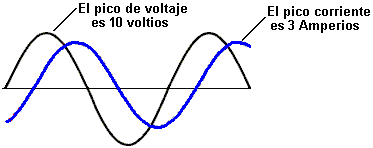 El pico de voltaje
es 10 voltios
El pico corriente
es 3 Amperios